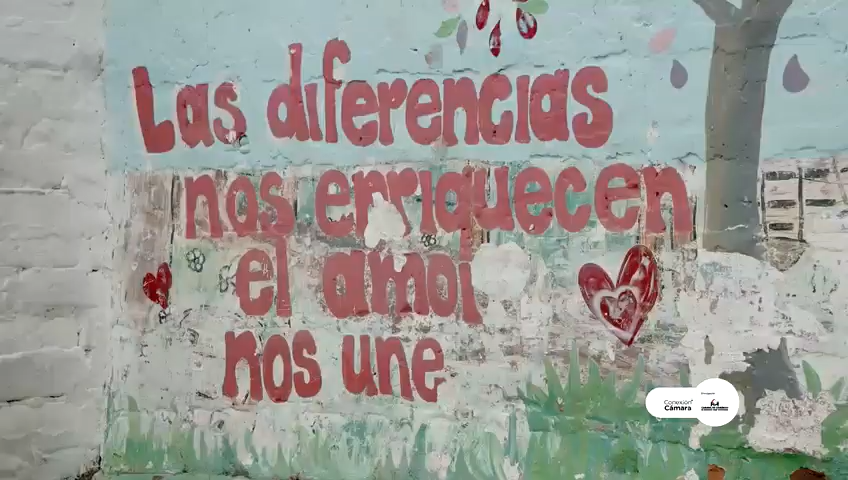 Las diferencias
nos enriquecen
el amor
nos une
Conexión
Cámara